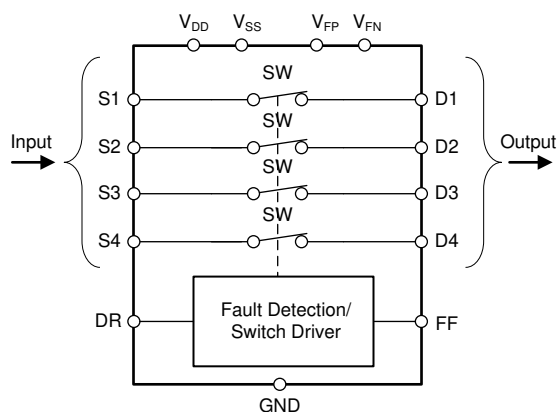 VDD VSS VFP VFN
SW
S1 D1
SW
Input S2 D2 Output
SW
S3 D3
SW
S4 D4
DR Fault Detection/ FF
Switch Driver
GND